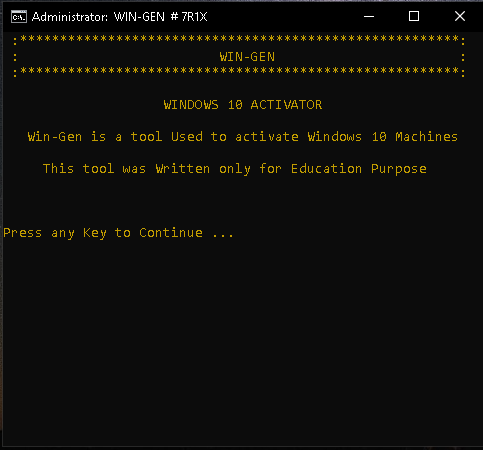 Administrator: WIN-GEN # 7R1X
:*********************************************************:
: WIN-GEN :
:*********************************************************:
WINDOWS 10 ACTIVATOR
Win-Gen is a tool Used to activate Windows 10 Machines
This tool was Written only for Education Purpose
Press any Key to Continue ...